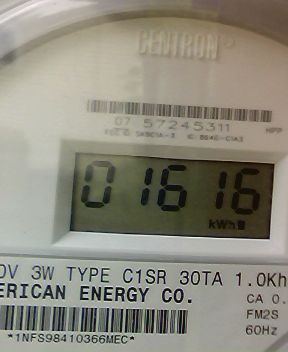 CENTRON®
07 57245311
HPP
01616
kWh
0V 3W TYPE C1SR 30TA 1.0Kh
ERICAN ENERGY CO.
CA 0.
FM2S
60Hz
*1NFS98410366MEC*